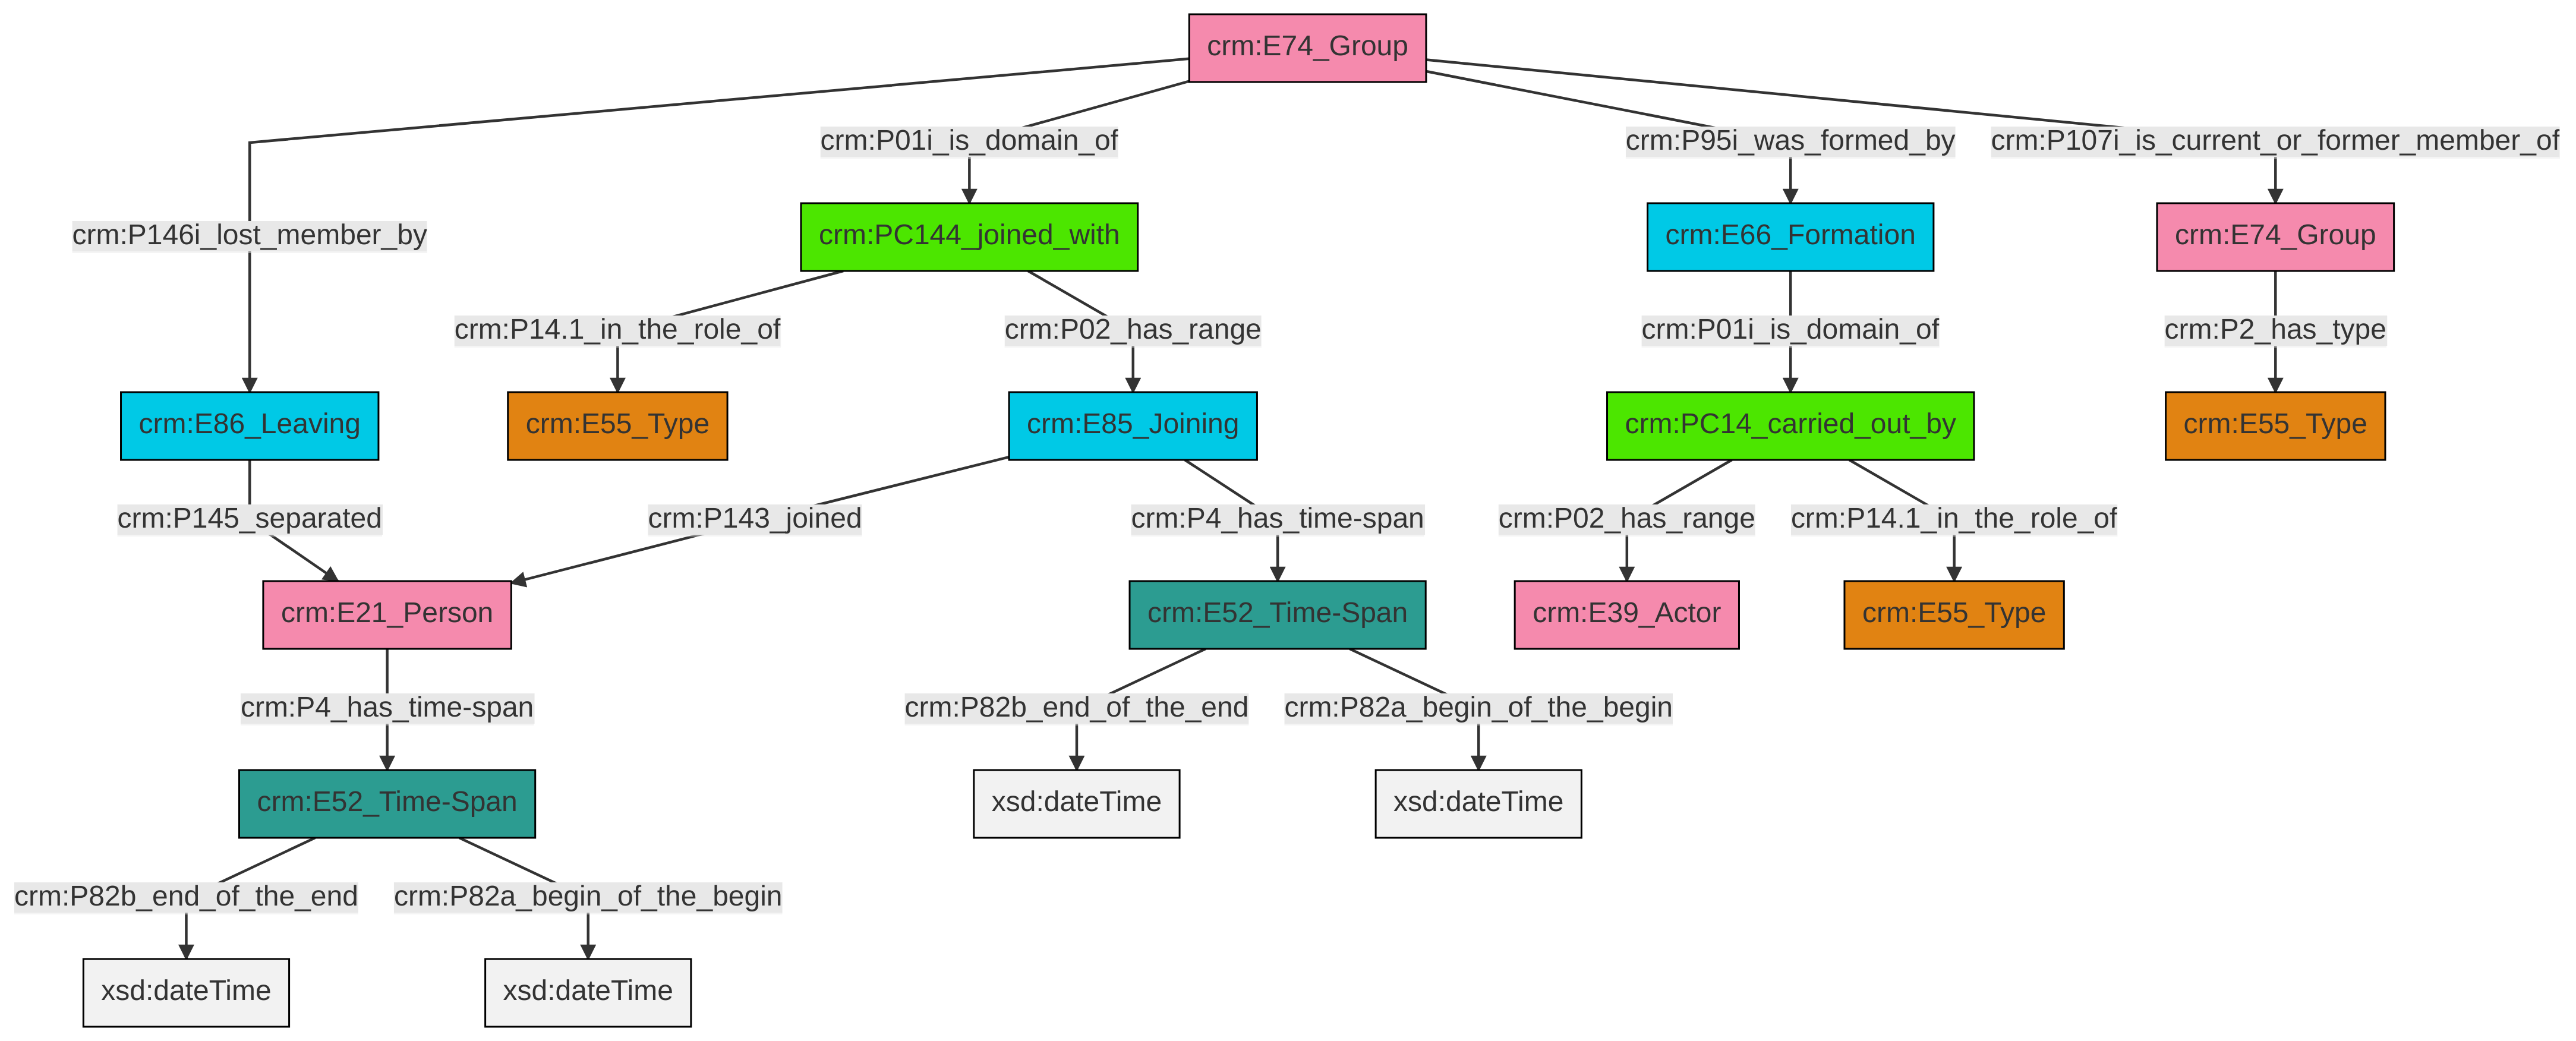 crm:E74_Group
crm:P01i_is_domain_of
crm:P95i_was_formed_by
crm:P107i_is_current_or_former_member_of
crm:P146i_lost_member_by
crm:PC144_joined_with
crm:E66_Formation
crm:E74_Group
crm:P14.1_in_the_role_of
crm:P02_has_range
crm:P01i_is_domain_of
crm:P2_has_type
crm:E86_Leaving
crm:E55_Type
crm:E85_Joining
crm:PC14_carried_out_by
crm:E55_Type
crm:P145_separated
crm:P143_joined
crm:P4_has_time-span
crm:P02_has_range
crm:P14.1_in_the_role_of
crm:E21_Person
crm:E52_Time-Span
crm:E39_Actor
crm:E55_Type
crm:P4_has_time-span
crm:P82b_end_of_the_end
crm:P82a_begin_of_the_begin
crm:E52_Time-Span
xsd:dateTime
xsd:dateTime
crm:P82b_end_of_the_end
crm:P82a_begin_of_the_begin
xsd:dateTime
xsd:dateTime